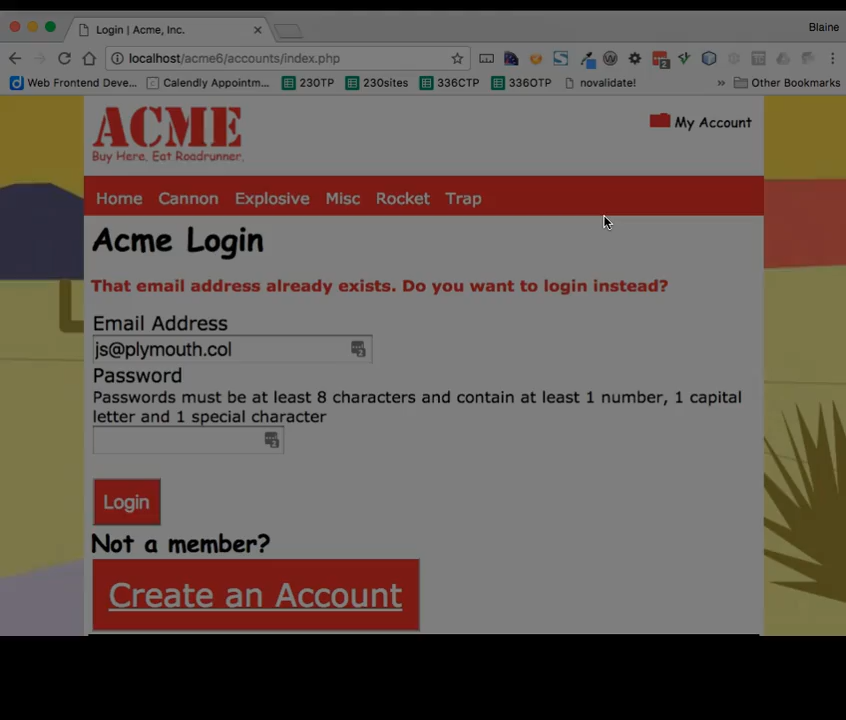 Login | Acme, Inc.
Blaine
localhost/acme6/accounts/index.php
Web Frontend Deve...
Calendly Appointm...
230TP
230sites
336CTP
336OTP
novalidate!
»
Other Bookmarks
ACME
Buy Here. Eat Roadrunner.
My Account
Home Cannon Explosive Misc Rocket Trap
Acme Login
That email address already exists. Do you want to login instead?
Email Address
js@plymouth.col
Password
Passwords must be at least 8 characters and contain at least 1 number, 1 capital
letter and 1 special character
Login
Not a member?
Create an Account